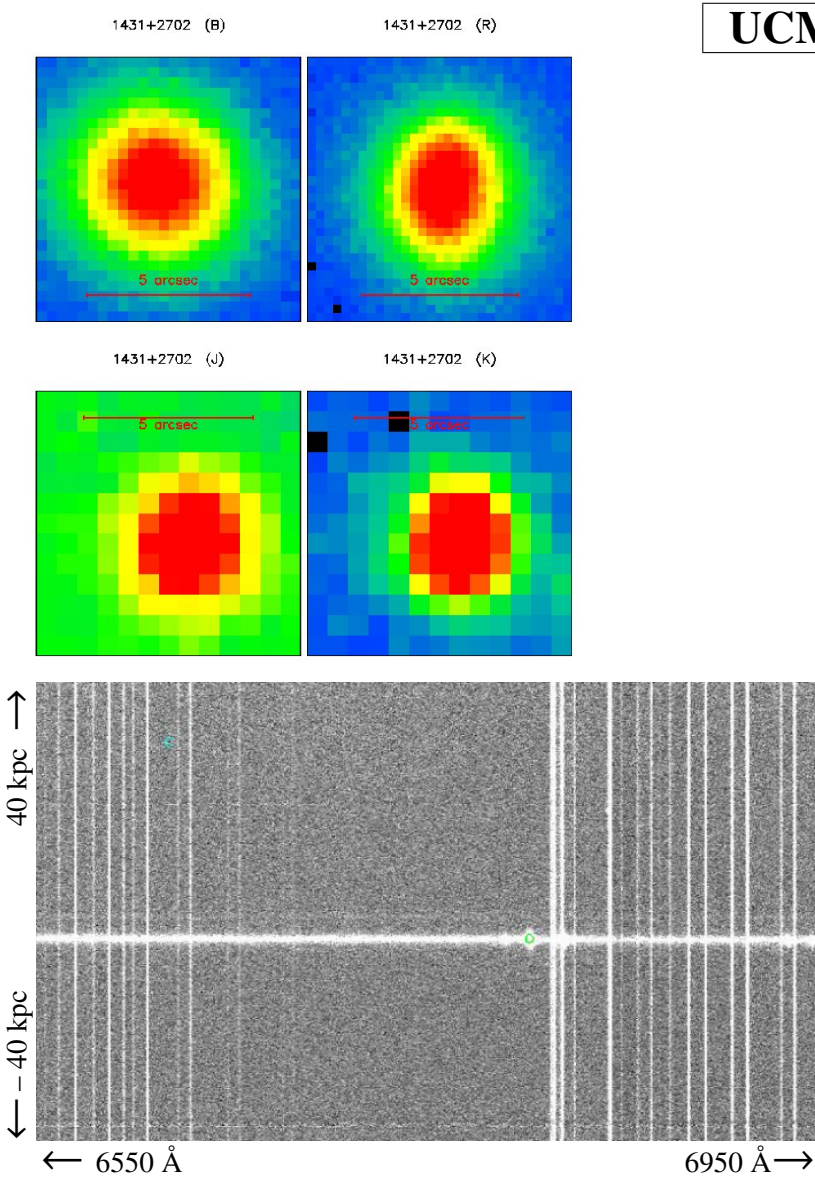 1431+2702 (B)
1431+2702 (R)
UCM
5 arcsec
5 arcsec
1431+2702 (J)
1431+2702 (K)
5 arcsec
5 arcsec
← – 40 kpc
40 kpc →
← 6550 Å
6950 Å →